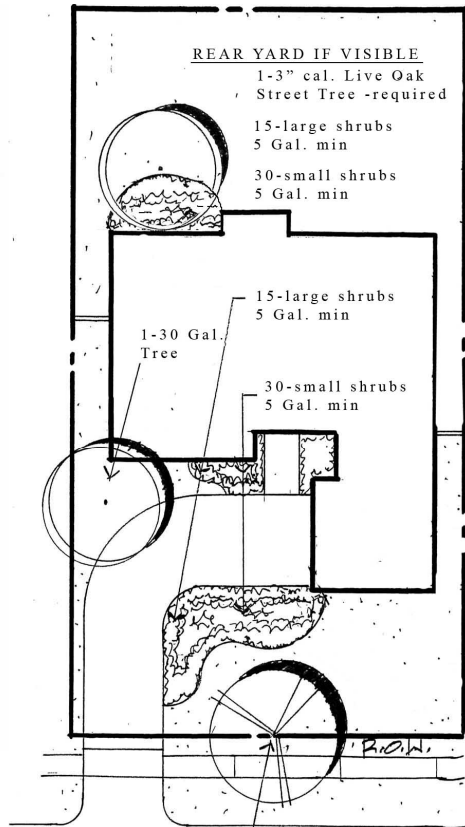 REAR YARD IF VISIBLE
1-3” cal. Live Oak
Street Tree -required
15-large shrubs
5 Gal. min
30-small shrubs
5 Gal. min
15-large shrubs
5 Gal. min
1-30 Gal.
Tree
30-small shrubs
5 Gal. min
R.O.W.